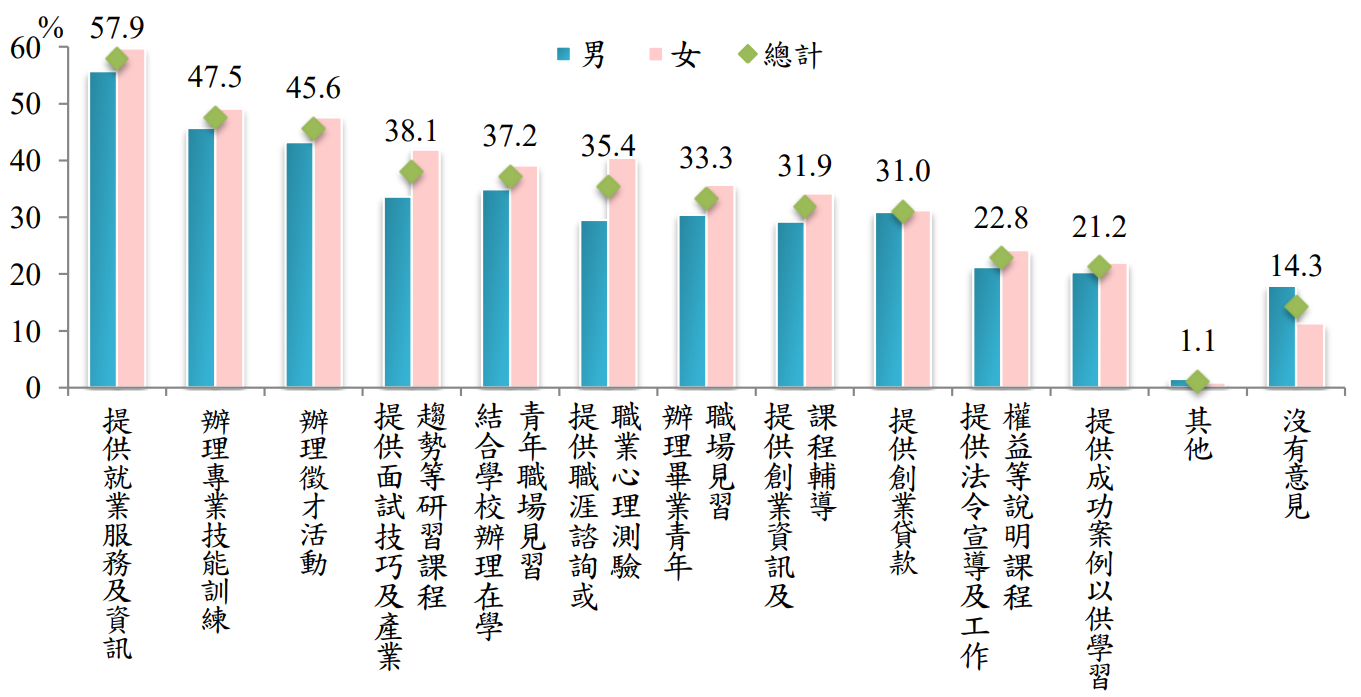 %
57.9
47.5
45.6
38.1
37.2
35.4
33.3
31.9
31.0
22.8
21.2
1.1
14.3
男
女
總計
60
50
40
30
20
10
0
提供就業服務及資訊
辦理專業技能訓練
辦理徵才活動
提供面試技巧及產業
趨勢等研習課程
結合學校辦理在學
青年職場見習
提供職涯諮詢或
職業心理測驗
辦理畢業青年
職場見習
提供創業資訊及
課程輔導
提供創業貸款
提供法令宣導及工作
權益等說明課程
提供成功案例以供學習
其他
沒有意見